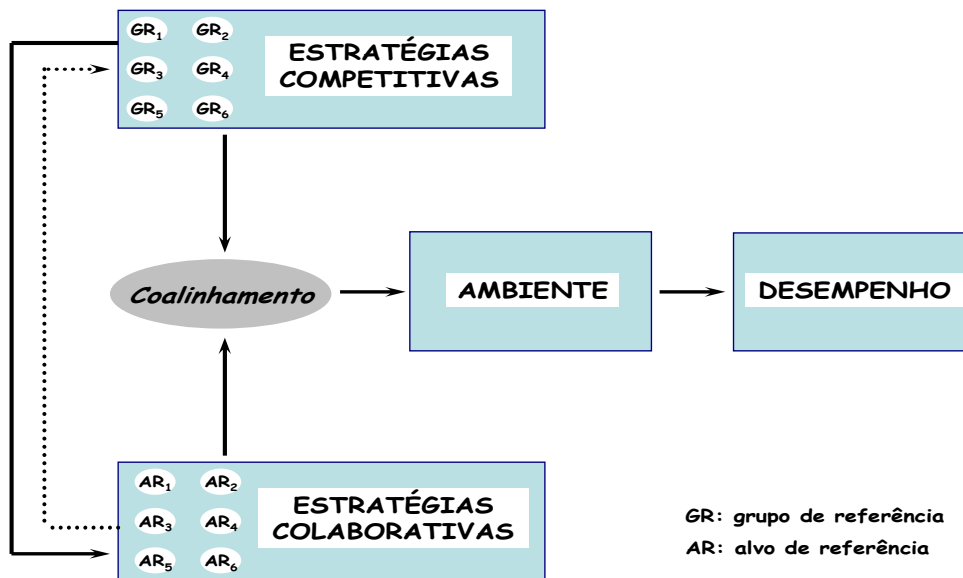 GR₁ GR₂
GR₃ GR₄
GR₅ GR₆
ESTRATÉGIAS
COMPETITIVAS
Coalinhamento
AMBIENTE
DESEMPENHO
AR₁ AR₂
AR₃ AR₄
AR₅ AR₆
ESTRATÉGIAS
COLABORATIVAS
GR: grupo de referência
AR: alvo de referência